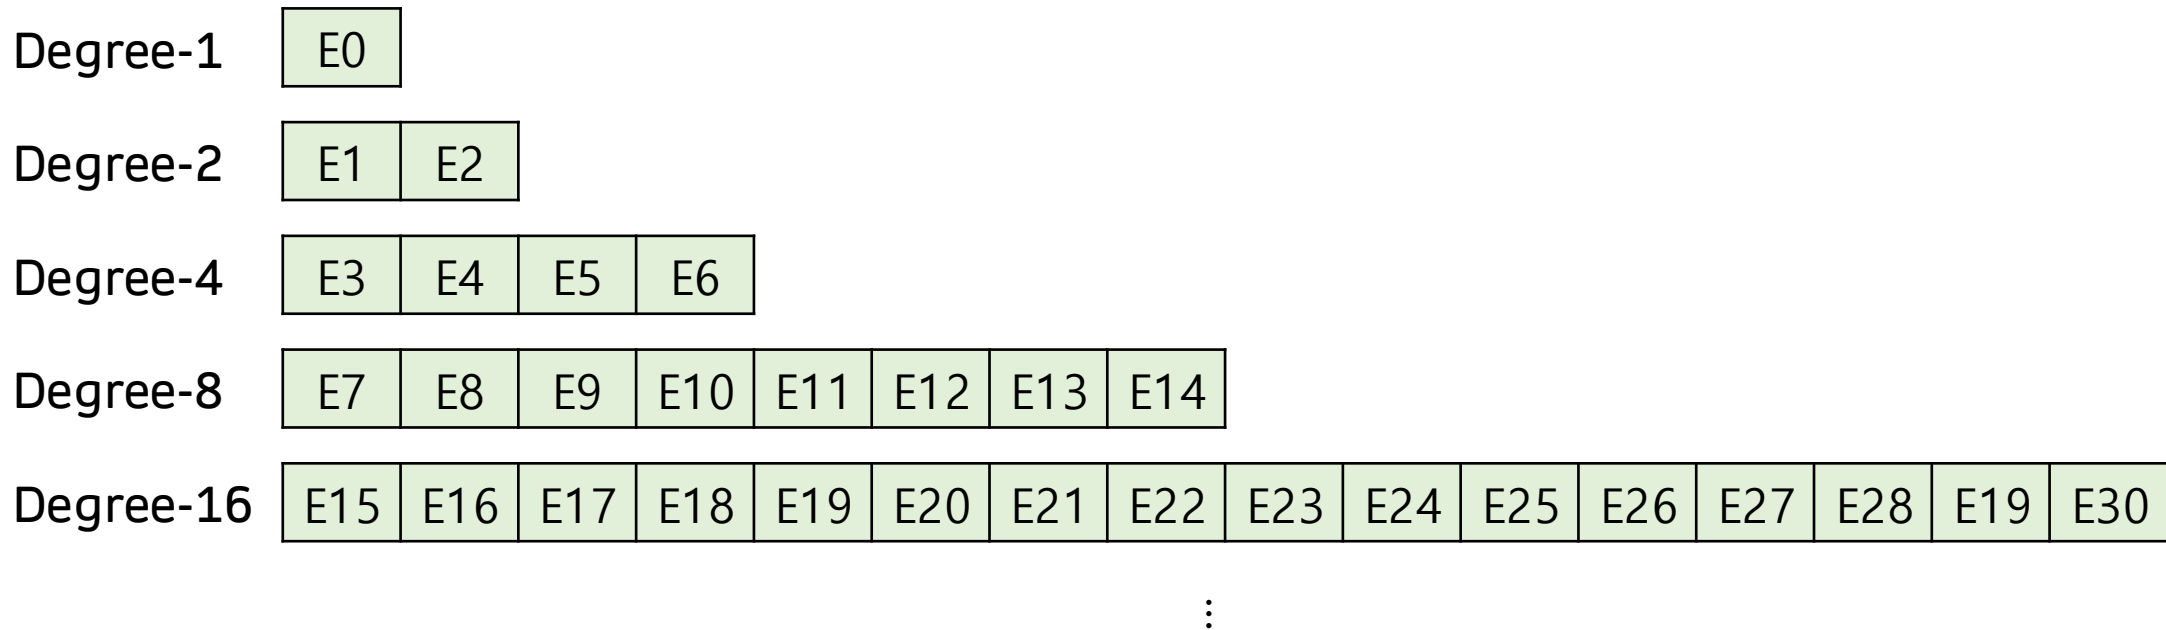 Degree-1 E0
Degree-2 E1 E2
Degree-4 E3 E4 E5 E6
Degree-8 E7 E8 E9 E10 E11 E12 E13 E14
Degree-16 E15 E16 E17 E18 E19 E20 E21 E22 E23 E24 E25 E26 E27 E28 E19 E30
⋮